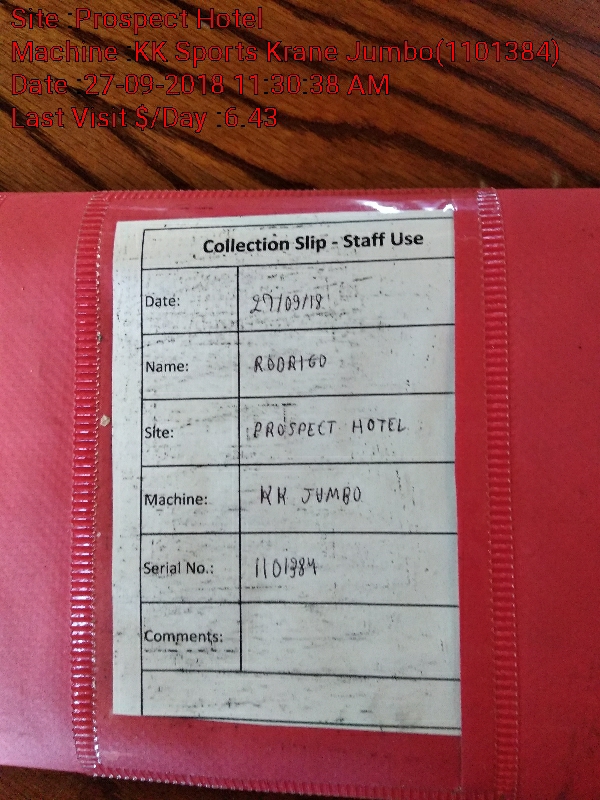 Site :Prospect Hotel
Machine :KK Sports Krane Jumbo(1101384)
Date :27-09-2018 11:30:38 AM
Last Visit $/Day :6.43
Collection Slip - Staff Use
Date: 27/09/18
Name: RODRIGO
Site: PROSPECT HOTEL
Machine: KK JUMBO
Serial No.: 1101384
Comments: